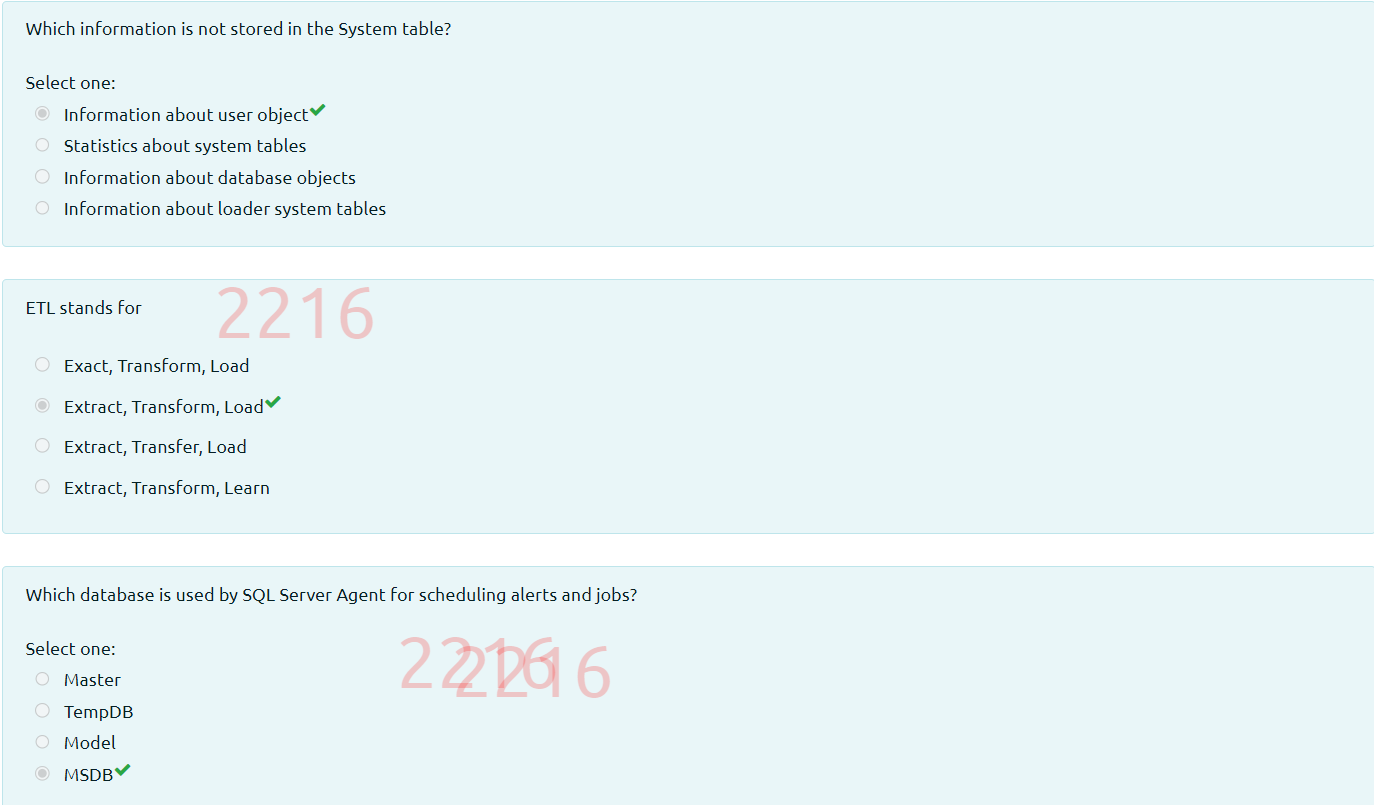 Which information is not stored in the System table?
Select one:
Information about user object
Statistics about system tables
Information about database objects
Information about loader system tables
ETL stands for
2216
Exact, Transform, Load
Extract, Transform, Load
Extract, Transfer, Load
Extract, Transform, Learn
Which database is used by SQL Server Agent for scheduling alerts and jobs?
Select one:
2216
2216
Master
TempDB
Model
MSDB